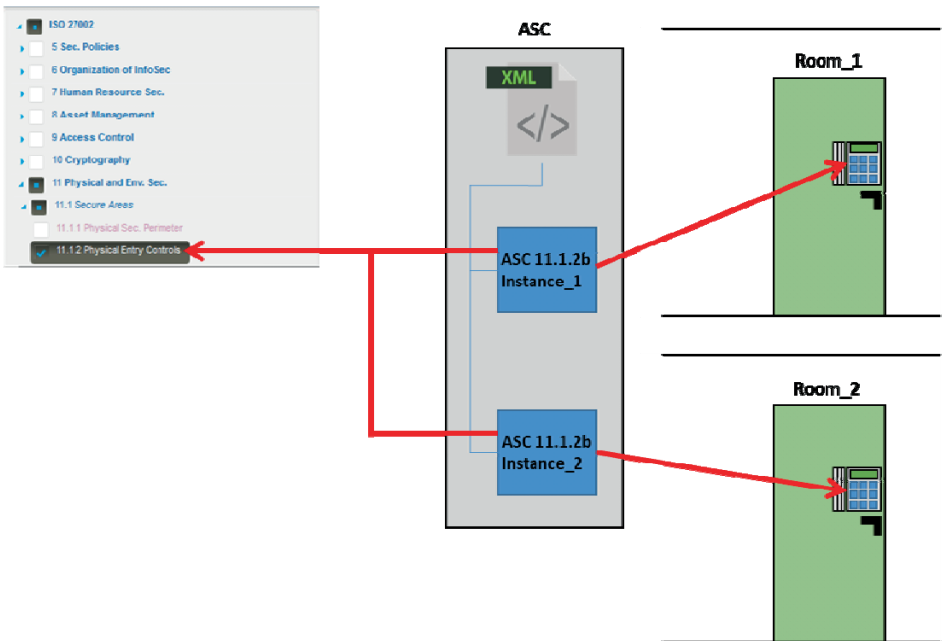 ISO 27002
5 Sec. Policies
6 Organization of InfoSec
7 Human Resource Sec.
8 Asset Management
9 Access Control
10 Cryptography
11 Physical and Env. Sec.
11.1 Secure Areas
11.1.1 Physical Sec. Perimeter
11.1.2 Physical Entry Controls
ASC
XML
</>
ASC 11.1.2b
Instance_1
ASC 11.1.2b
Instance_2
Room_1
Room_2